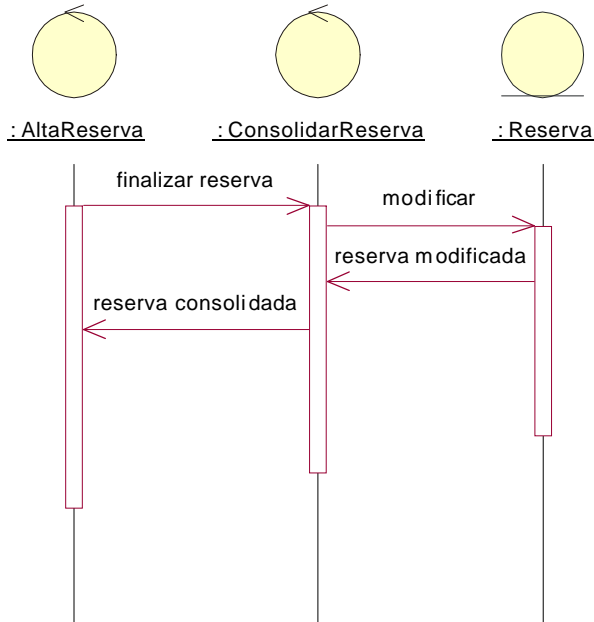 : AltaReserva
: ConsolidarReserva
: Reserva
finalizar reserva
modificar
reserva modificada
reserva consolidada